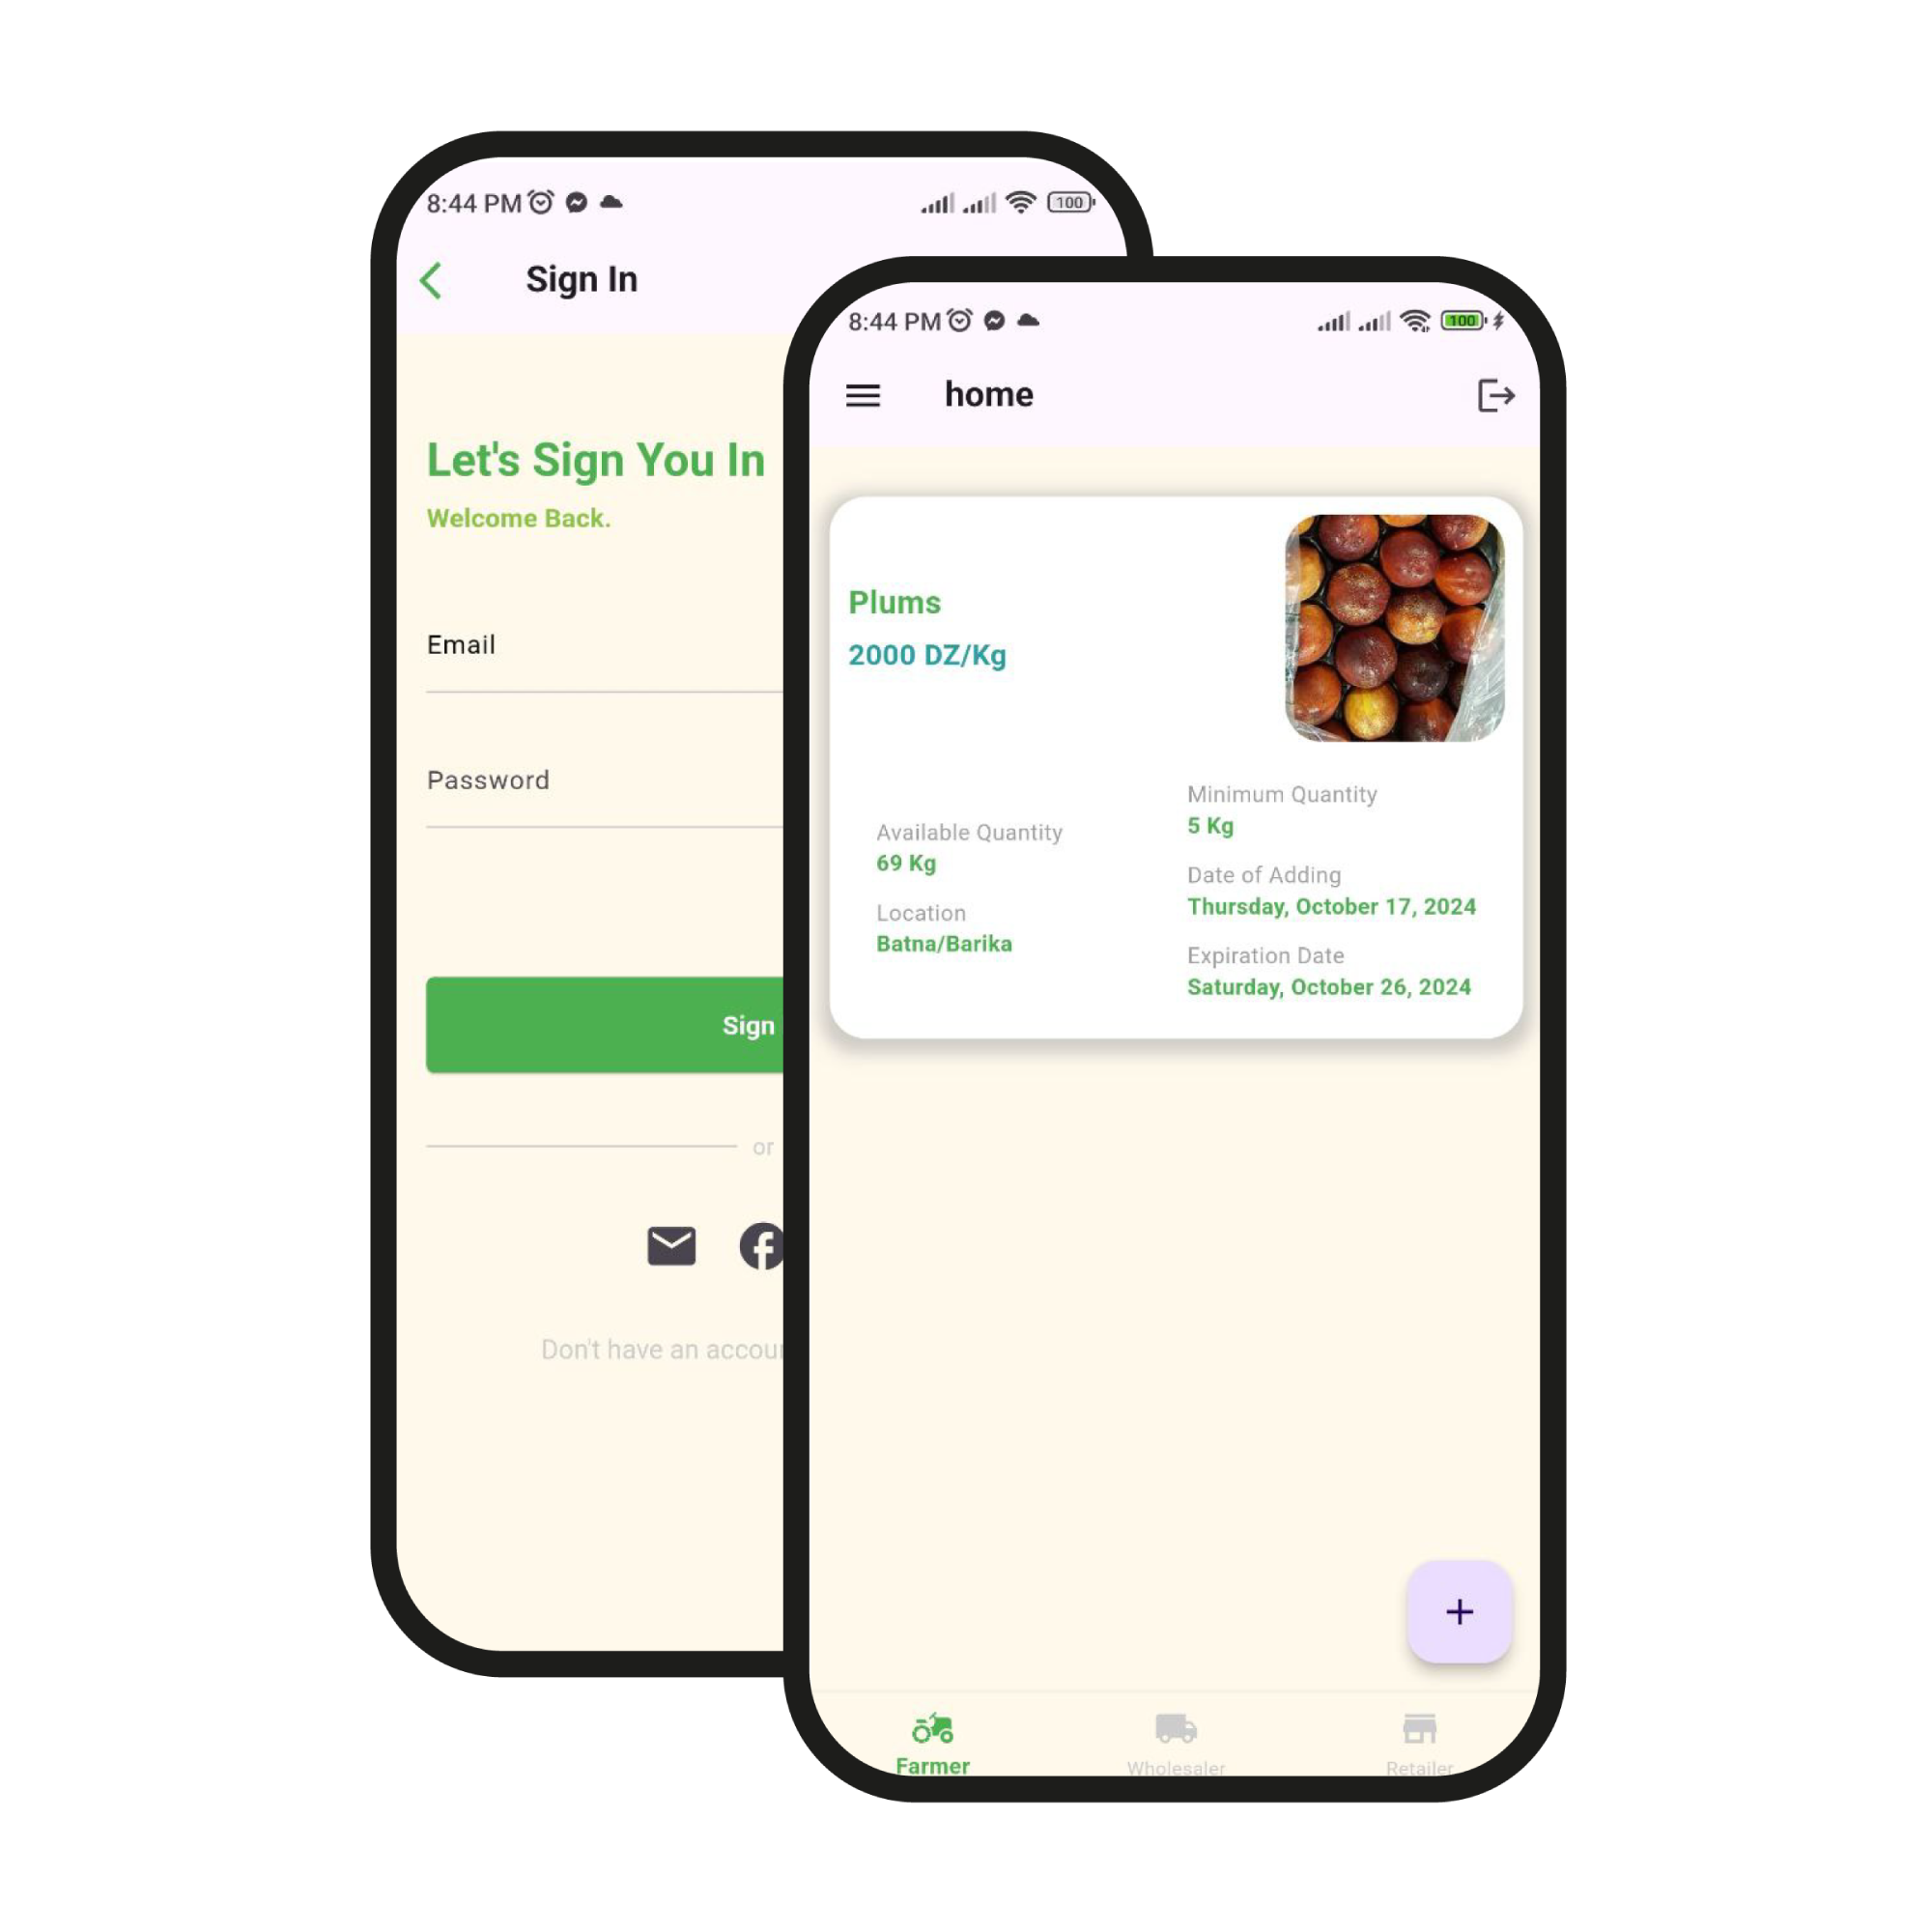 8:44 PM
100
Sign In
Let's Sign You In
Welcome Back.
Email
Password
Sign
or
Don't have an accou
8:44 PM
100
home
Plums
2000 DZ/Kg
Available Quantity
69 Kg
Location
Batna/Barika
Minimum Quantity
5 Kg
Date of Adding
Thursday, October 17, 2024
Expiration Date
Saturday, October 26, 2024
+
Farmer
Wholesaler
Retailer